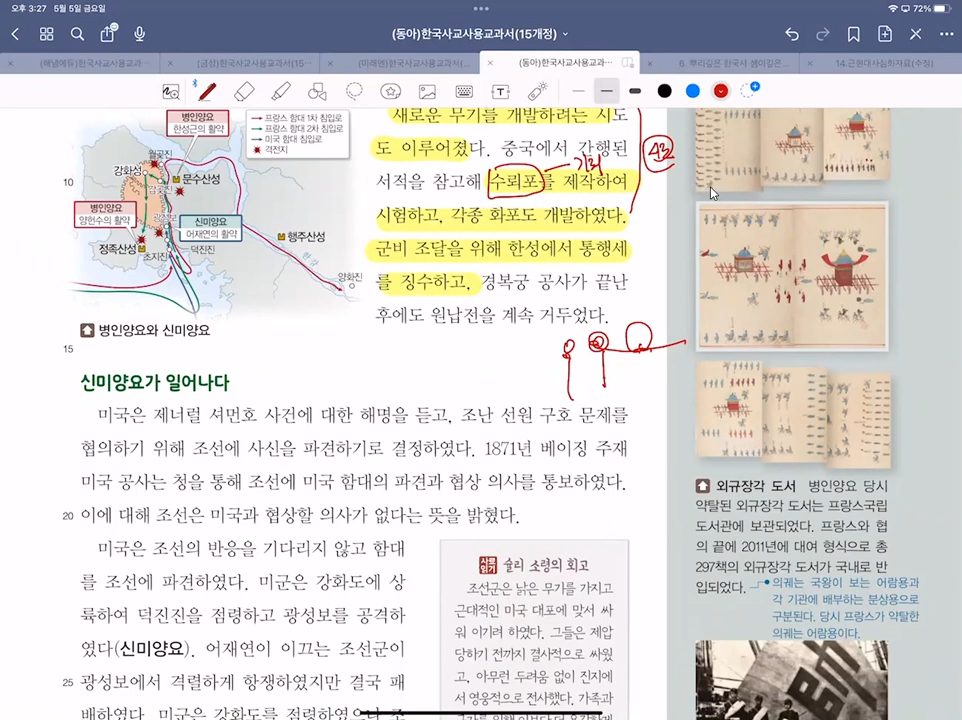 오후 3:27 5월 5일 금요일
72%
(동아)한국사교과서(15개정)
(해냄에듀)한국사교과···
(금성)한국사교과서(15···
(미래엔)한국사교과서(···
(동아)한국사교과···
6. 뿌리깊은 한국사 샘이깊은···
14.근현대사심화자료(수정)
병인양요
한성근의 활약
프랑스 함대 1차 침입로
프랑스 함대 2차 침입로
미국 함대 침입로
격전지
월곶진
강화성
갑곶진
문수산성
병인양요
양헌수의 활약
광성보
신미양요
어재연의 활약
정족산성
덕진진
초지진
행주산성
한강
양화진
병인양요와 신미양요
새로운 무기를 개발하려는 시도
도 이루어졌다. 중국에서 간행된
10 서적을 참고해 수뢰포를 제작하여
시험하고, 각종 화포도 개발하였다.
군비 조달을 위해 한성에서 통행세
를 징수하고, 경복궁 공사가 끝난
후에도 원납전을 계속 거두었다.
15
신미양요가 일어나다
미국은 제너럴 셔먼호 사건에 대한 해명을 듣고, 조난 선원 구호 문제를
협의하기 위해 조선에 사신을 파견하기로 결정하였다. 1871년 베이징 주재
미국 공사는 청을 통해 조선에 미국 함대의 파견과 협상 의사를 통보하였다.
20 이에 대해 조선은 미국과 협상할 의사가 없다는 뜻을 밝혔다.
미국은 조선의 반응을 기다리지 않고 함대
를 조선에 파견하였다. 미군은 강화도에 상
륙하여 덕진진을 점령하고 광성보를 공격하
였다(신미양요). 어재연이 이끄는 조선군이
25 광성보에서 격렬하게 항쟁하였지만 결국 패
배하였다. 미군은 강화도를 점령하였으나 조
사료 읽기 슐리 소령의 회고
조선군은 낡은 무기를 가지고
근대적인 미국 대포에 맞서 싸
워 이기려 하였다. 그들은 제압
당하기 전까지 결사적으로 싸웠
고, 아무런 두려움 없이 진지에
서 영웅적으로 전사했다. 가족과
외규장각 도서 병인양요 당시
약탈된 외규장각 도서는 프랑스국립
도서관에 보관되었다. 프랑스와 협
의 끝에 2011년에 대여 형식으로 총
297책의 외규장각 도서가 국내로 반
입되었다.
의궤는 국왕이 보는 어람용과
각 기관에 배부하는 분상용으로
구분된다. 당시 프랑스가 약탈한
의궤는 어람용이다.